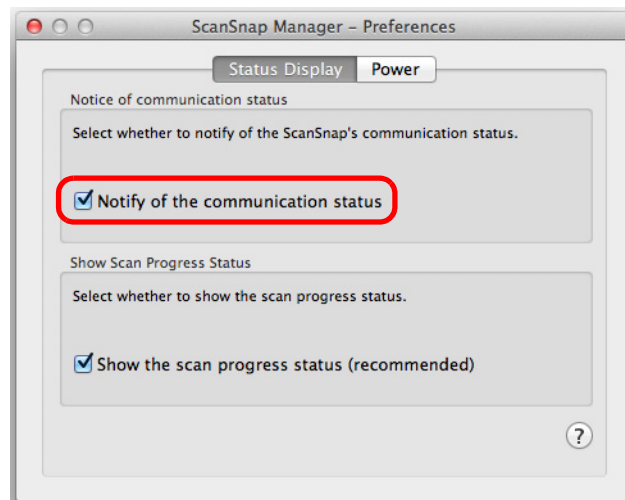 ScanSnap Manager – Preferences
Status Display Power
Notice of communication status
Select whether to notify of the ScanSnap's communication status.
Notify of the communication status
Show Scan Progress Status
Select whether to show the scan progress status.
Show the scan progress status (recommended)
?